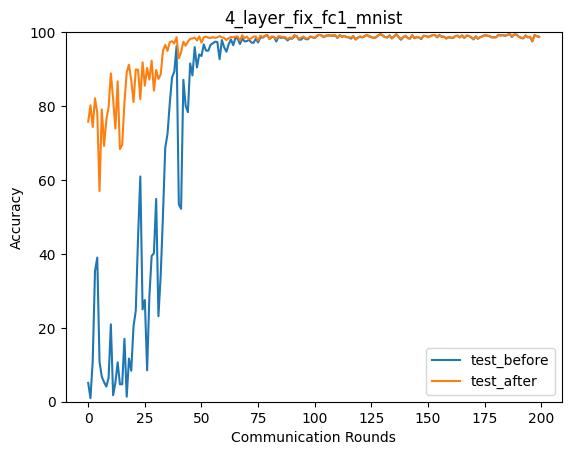 4_layer_fix_fc1_mnist
Accuracy
100
80
60
40
20
0
0 25 50 75 100 125 150 175 200
Communication Rounds
test_before
test_after